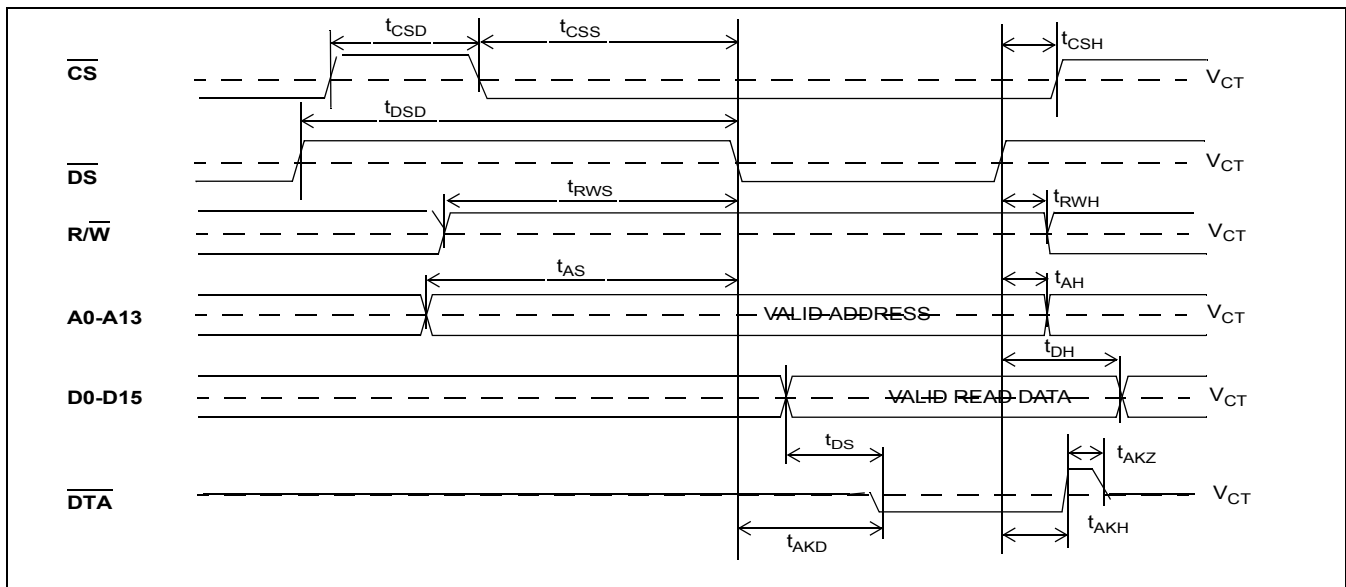 tCSD
tCSS
tCSH
CS
VCT
tDSD
DS
VCT
tRWS
tRWH
R/W
VCT
tAS
tAH
A0-A13
VALID ADDRESS
VCT
tDH
D0-D15
VALID READ DATA
VCT
tDS
tAKZ
DTA
VCT
tAKD
tAKH